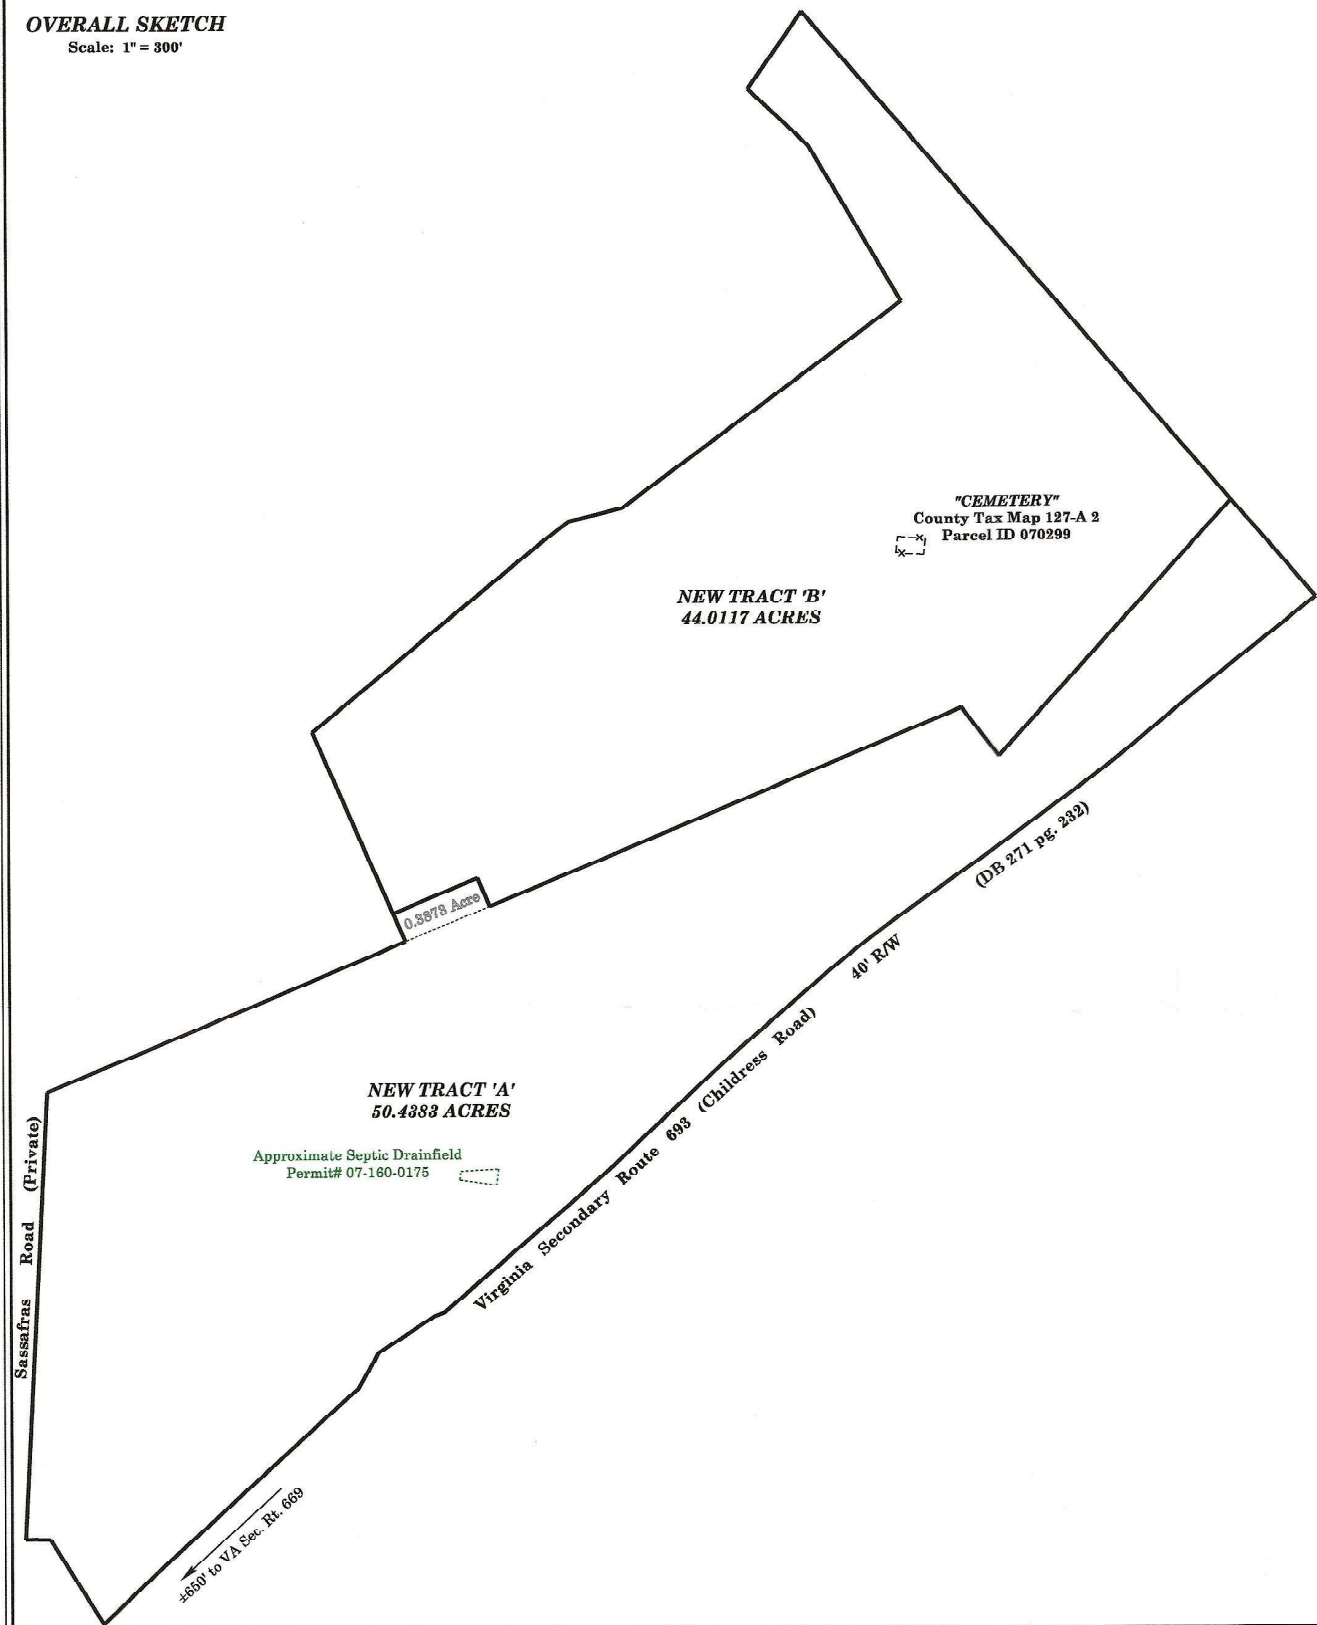 OVERALL SKETCH
Scale: 1" = 300'
"CEMETERY"
County Tax Map 127-A 2
Parcel ID 070299
NEW TRACT 'B'
44.0117 ACRES
(DB 271 pg. 232)
0.3873 Acre
40' R/W
Virginia Secondary Route 693 (Childress Road)
NEW TRACT 'A'
50.4383 ACRES
Approximate Septic Drainfield
Permit# 07-160-0175
Sassafras Road (Private)
±650' to VA Sec. Rt. 669